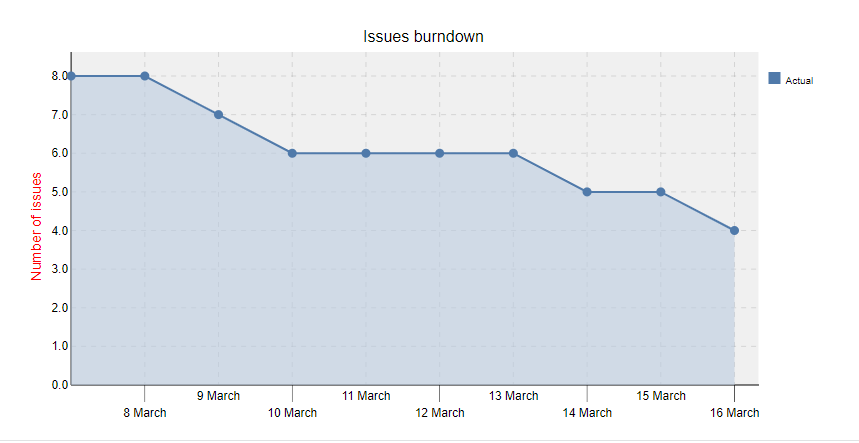 Issues burndown
Actual
Number of issues
8.0
7.0
6.0
5.0
4.0
3.0
2.0
1.0
0.0
8 March
9 March
10 March
11 March
12 March
13 March
14 March
15 March
16 March